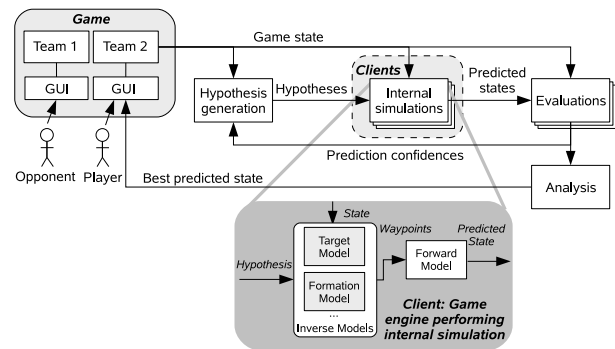 Game
Team 1
Team 2
Game state
GUI
GUI
Clients
Hypothesis
generation
Hypotheses
Internal
simulations
Predicted
states
Evaluations
Opponent
Player
Prediction confidences
Best predicted state
Analysis
State
Hypothesis
Target
Model
Formation
Model
...
Inverse Models
Waypoints
Forward
Model
Predicted
State
Client: Game
engine performing
internal simulation